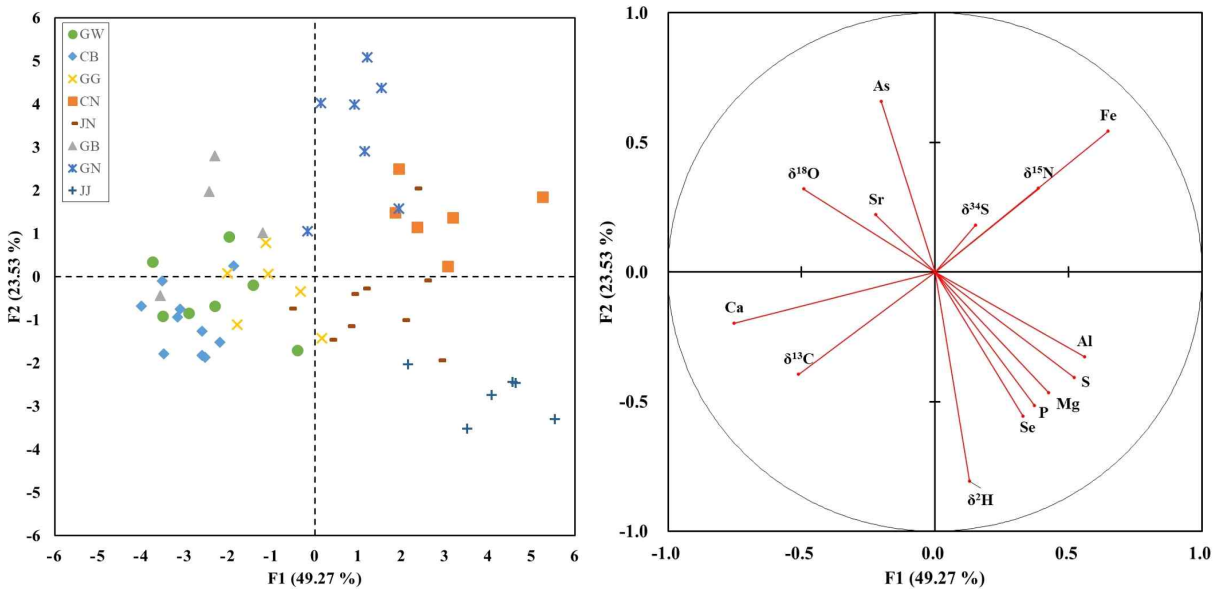 6
5
4
3
2
1
0
-1
-2
-3
-4
-5
-6
F2 (23.53 %)
GW
CB
GG
CN
JN
GB
GN
JJ
-6 -5 -4 -3 -2 -1 0 1 2 3 4 5 6
F1 (49.27 %)
1.0
0.5
0.0
-0.5
-1.0
F2 (23.53 %)
As
Fe
δ¹⁸O
δ¹⁵N
Sr
δ³⁴S
Ca
δ¹³C
Al
S
Mg
P
Se
δ²H
-1.0 -0.5 0.0 0.5 1.0
F1 (49.27 %)